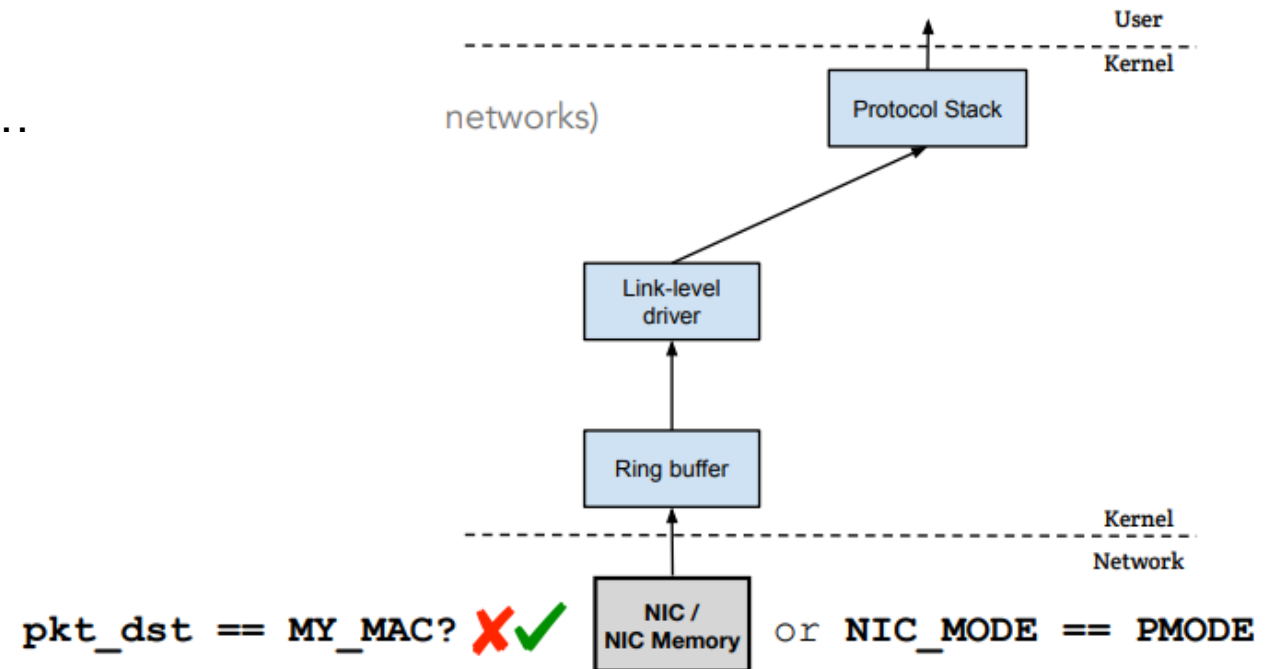 User
Kernel
..
networks)
Protocol Stack
Link-level
driver
Ring buffer
Kernel
Network
pkt_dst == MY_MAC? ✘✔
NIC /
NIC Memory
or NIC_MODE == PMODE